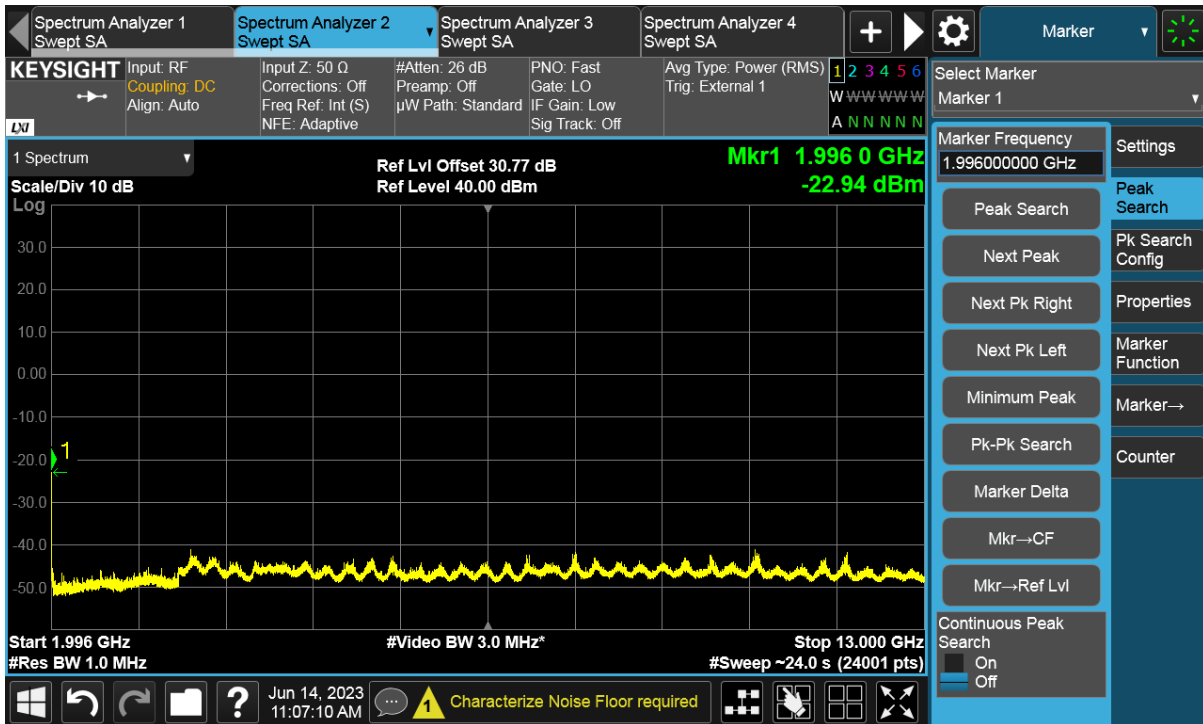 Spectrum Analyzer 1
Swept SA
Spectrum Analyzer 2
Swept SA
Spectrum Analyzer 3
Swept SA
Spectrum Analyzer 4
Swept SA
+
Marker
KEYSIGHT
LXI
Input: RF
Coupling: DC
Align: Auto
Input Z: 50 Ω
Corrections: Off
Freq Ref: Int (S)
NFE: Adaptive
#Atten: 26 dB
Preamp: Off
µW Path: Standard
PNO: Fast
Gate: LO
IF Gain: Low
Sig Track: Off
Avg Type: Power (RMS)
Trig: External 1
1 2 3 4 5 6
W W W W W W
A N N N N N
1 Spectrum
Scale/Div 10 dB
Ref Lvl Offset 30.77 dB
Ref Level 40.00 dBm
Mkr1 1.996 0 GHz
-22.94 dBm
Log
30.0
20.0
10.0
0.00
-10.0
-20.0
-30.0
-40.0
-50.0
1
Start 1.996 GHz
#Res BW 1.0 MHz
#Video BW 3.0 MHz*
Stop 13.000 GHz
#Sweep ~24.0 s (24001 pts)
Select Marker
Marker 1
Marker Frequency
1.996000000 GHz
Peak Search
Next Peak
Next Pk Right
Next Pk Left
Minimum Peak
Pk-Pk Search
Marker Delta
Mkr→CF
Mkr→Ref Lvl
Continuous Peak
Search
On
Off
Settings
Peak
Search
Pk Search
Config
Properties
Marker
Function
Marker→
Counter
?
Jun 14, 2023
11:07:10 AM
1
Characterize Noise Floor required